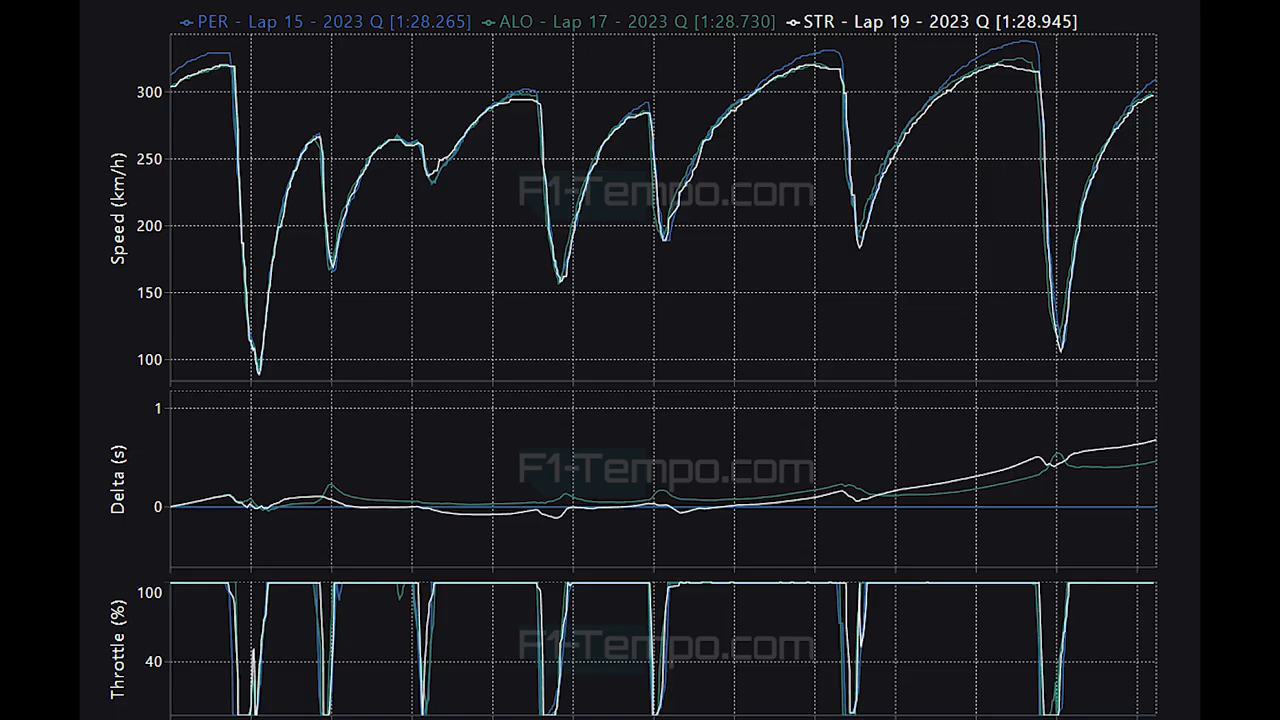 PER - Lap 15 - 2023 Q [1:28.265] ALO - Lap 17 - 2023 Q [1:28.730] STR - Lap 19 - 2023 Q [1:28.945]
Speed (km/h)
300
250
200
150
100
F1-Tempo.com
Delta (s)
1
0
F1-Tempo.com
Throttle (%)
100
40
F1-Tempo.com